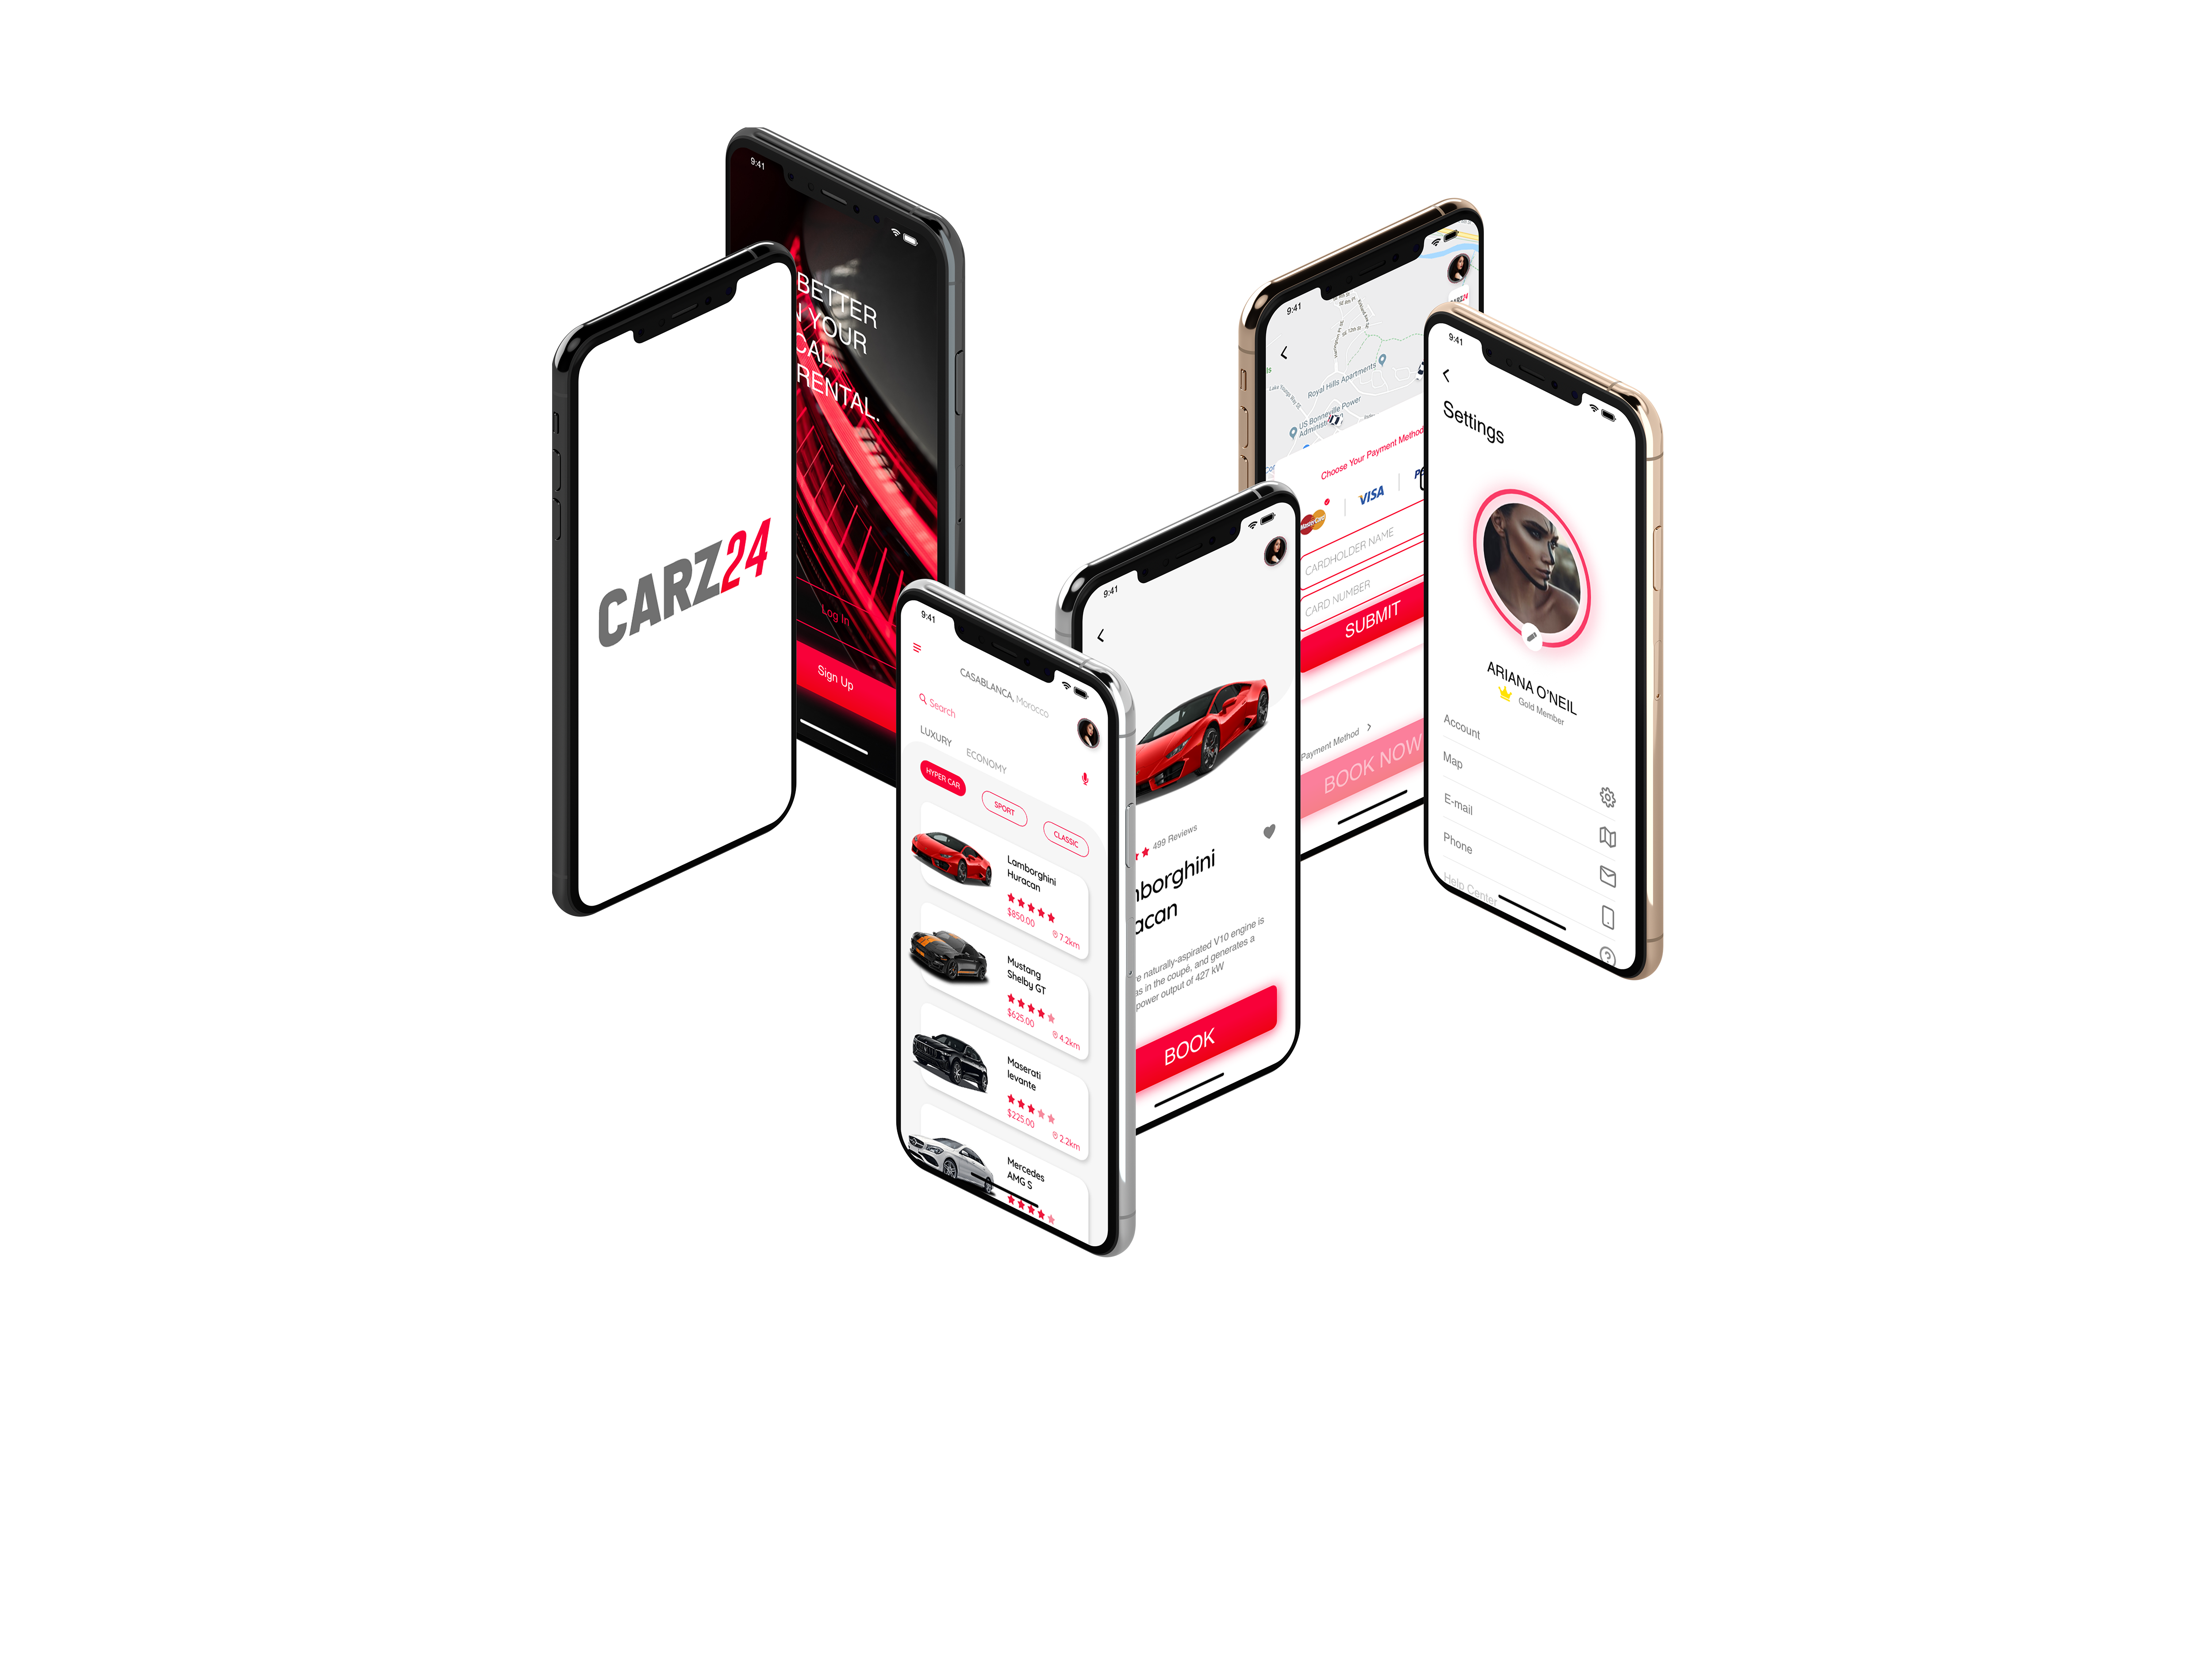 CARZ24
9:41
BETTER
YOUR
RENTAL.
Log In
Sign Up
9:41
CASABLANCA, Morocco
Search
LUXURY
ECONOMY
HYPER CAR
SPORT
CLASSIC
Lamborghini
Huracan
$850.00
7.2km
Mustang
Shelby GT
$625.00
4.2km
Maserati
levante
$225.00
2.2km
Mercedes
AMG S
9:41
499 Reviews
mborghini
acan
re naturally-aspirated V10 engine is
as in the coupé, and generates a
power output of 427 kW
BOOK
9:41
CARZ24
Royal Hills Apartments
US Bonneville Power
Choose Your Payment Method
MasterCard
VISA
CARDHOLDER NAME
CARD NUMBER
SUBMIT
Payment Method
BOOK NOW
9:41
Settings
ARIANA O'NEIL
Gold Member
Account
Map
E-mail
Phone
Help Center